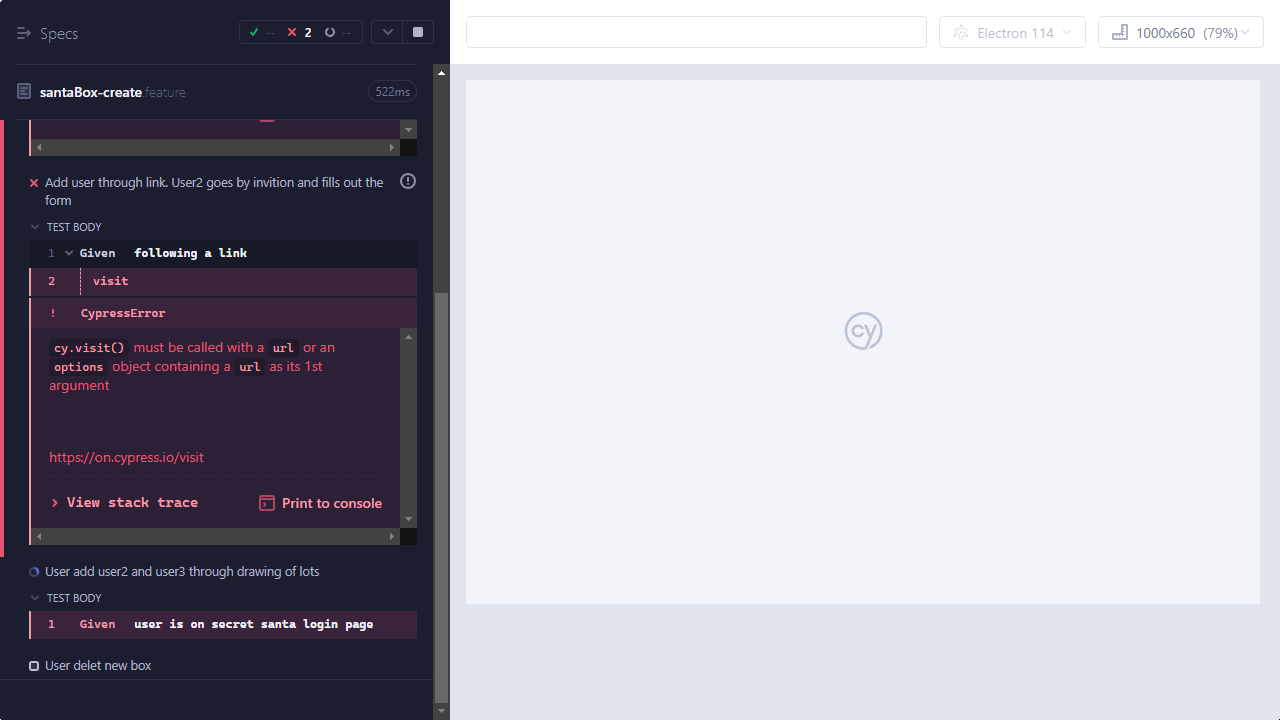 Specs
-- 2 --
Electron 114
1000x660 (79%)
santaBox-create.feature
522ms
Add user through link. User2 goes by invition and fills out the
form
TEST BODY
1 Given following a link
2 visit
! CypressError
cy.visit() must be called with a url or an
options object containing a url as its 1st
argument
https://on.cypress.io/visit
View stack trace
Print to console
User add user2 and user3 through drawing of lots
TEST BODY
1 Given user is on secret santa login page
User delet new box
cy